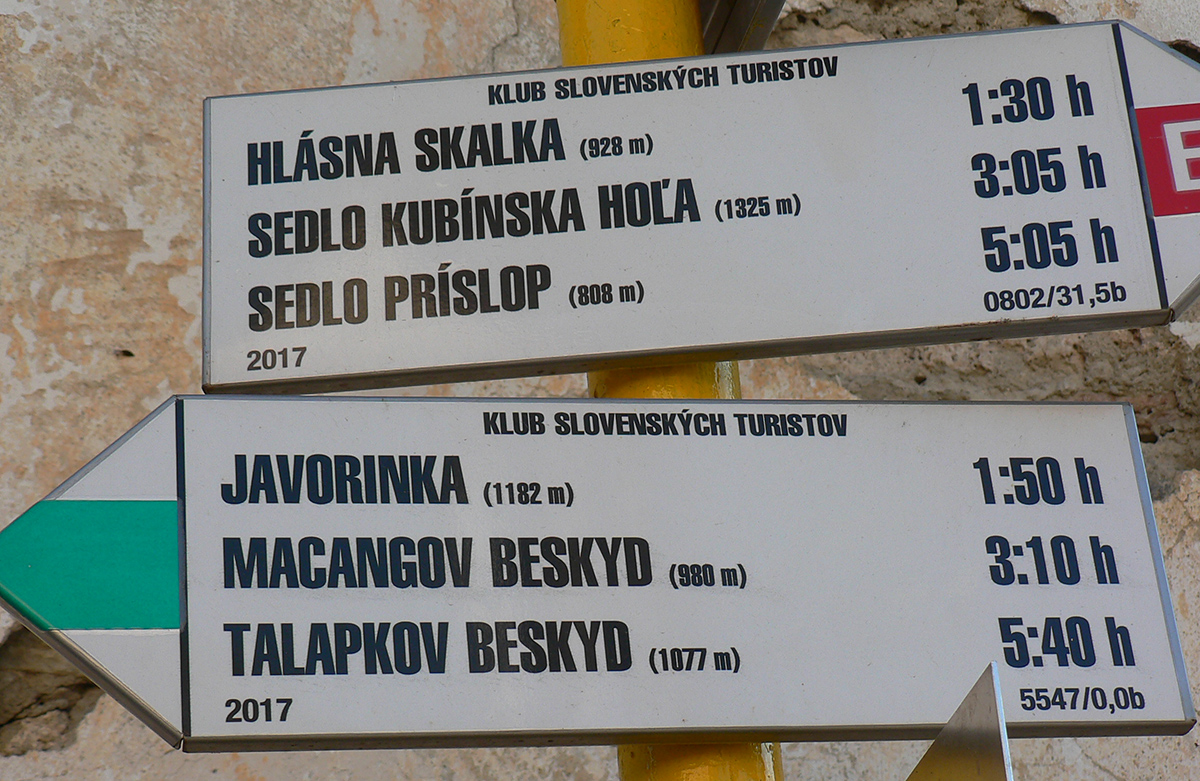 KLUB SLOVENSKÝCH TURISTOV
HLÁSNA SKALKA (928 m) 1:30 h
SEDLO KUBÍNSKA HOĽA (1325 m) 3:05 h
SEDLO PRÍSLOP (808 m) 5:05 h
2017 0802/31,5b
E
KLUB SLOVENSKÝCH TURISTOV
JAVORINKA (1182 m) 1:50 h
MACANGOV BESKYD (980 m) 3:10 h
TALAPKOV BESKYD (1077 m) 5:40 h
2017 5547/0,0b